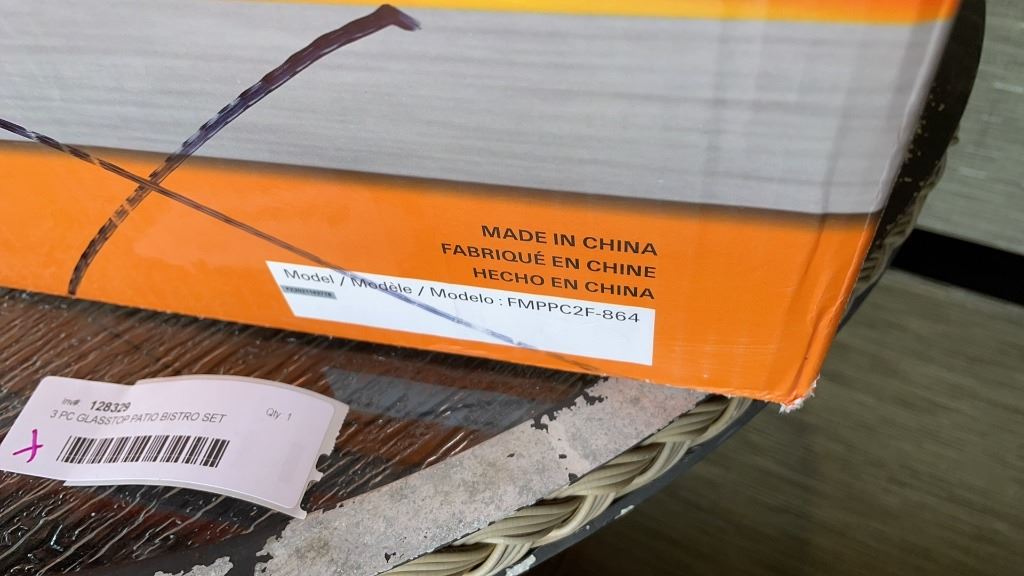 MADE IN CHINA
FABRIQUÉ EN CHINE
HECHO EN CHINA
Model / Modèle / Modelo : FMPPC2F-864
Inv# 128329
Qty: 1
3 PC GLASSTOP PATIO BISTRO SET